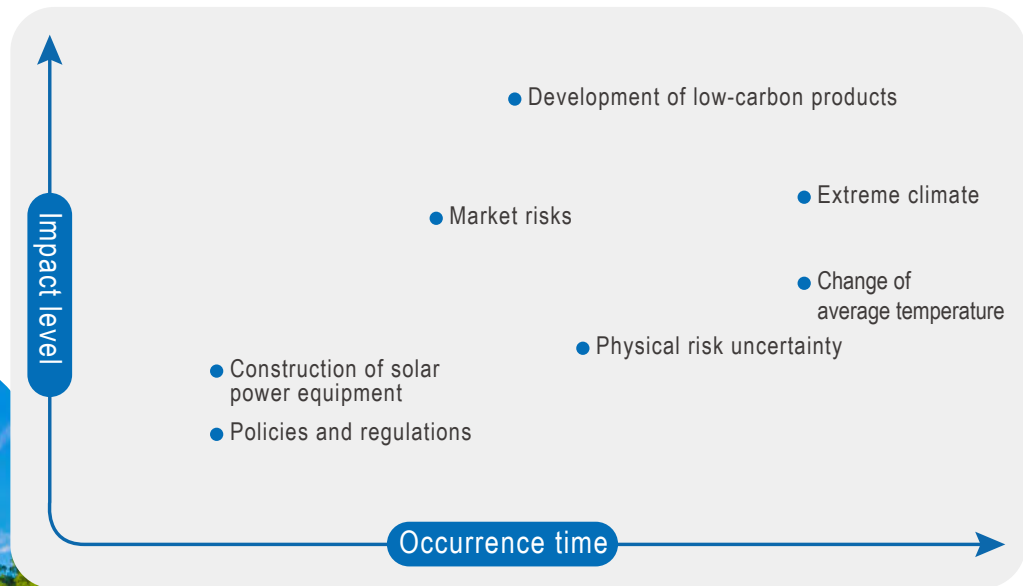 Development of low-carbon products
Extreme climate
Market risks
Impact level
Change of
average temperature
Physical risk uncertainty
Construction of solar
power equipment
Policies and regulations
Occurrence time